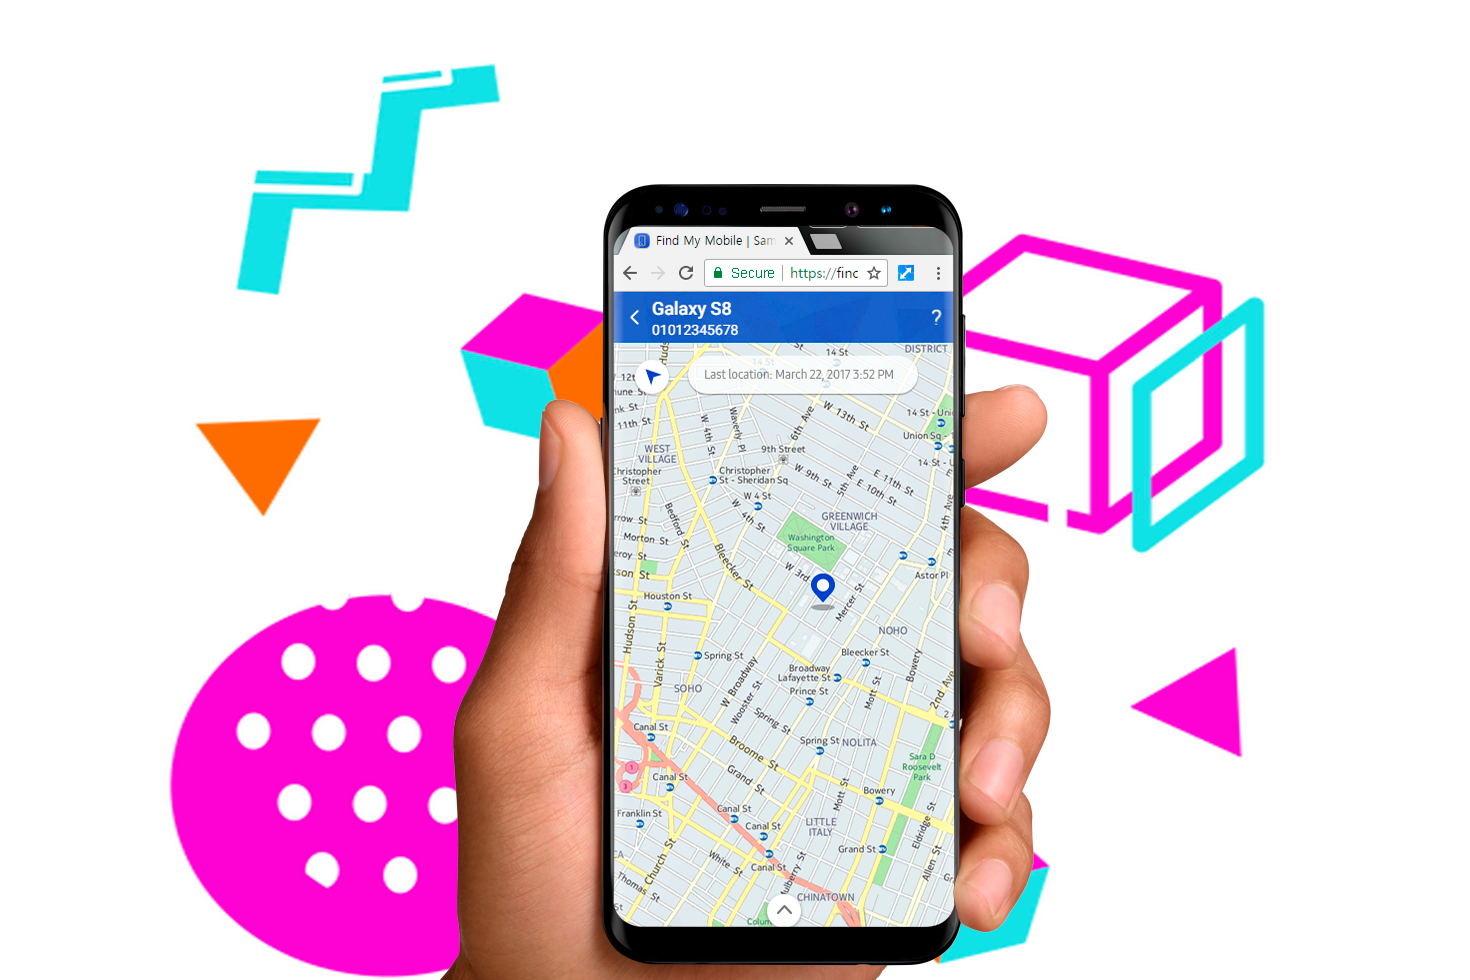 Find My Mobile | Sam
Secure
https://finc
Galaxy S8
01012345678
?
Last location: March 22, 2017 3:52 PM
14 St
DISTRICT
W 13th St
6th Ave
Waverly Pl
W 4th St
11th St
14 St - Uni
Union Sq -
14 St - U
WEST
VILLAGE
9th Street
Christopher
Street
Christopher
St - Sheridan Sq
W 9th St
5th Ave
E 11th St
E 10th St
4th Ave
W 4 St
W 4th St
GREENWICH
VILLAGE
Bedford St
Morton St
Washington
Square Park
Bleecker St
W 3rd
Astor Pl
Mercer St
Houston St
Hudson St
NOHO
Varick St
Spring St
Bleecker St
Broadway
Lafayette St
Prince St
Bowery
2nd Ave
SOHO
W Broadway
Wooster St
Mott St
Spring St
Canal St
Broome St
Spring St
NOLITA
Sara D
Roosevelt
Park
Grand St
Canal St
Mott St
Bowery
Franklin St
Canal St
Canal St
LITTLE
ITALY
Eldridge St
Grand St
Church St
White St
Canal St
Allen St
Thomas St
CHINATOWN